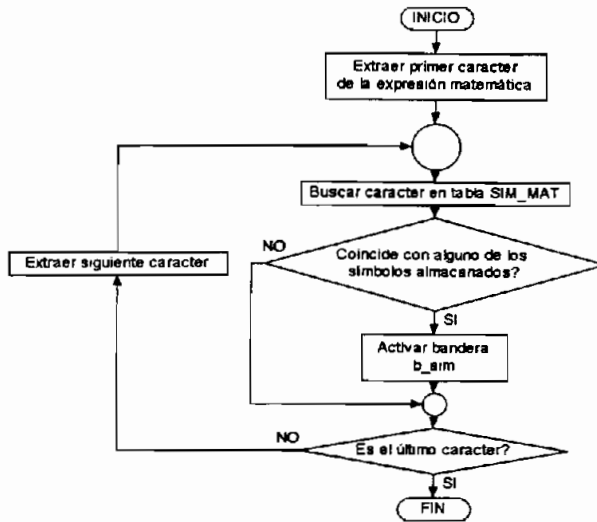 INICIO
Extraer primer caracter
de la expresión matemática
Buscar caracter en tabla SIM_MAT
NO
Coincide con alguno de los
símbolos almacanados?
Extraer siguiente caracter
SI
Activar bandera
b_sim
NO
Es el último caracter?
SI
FIN